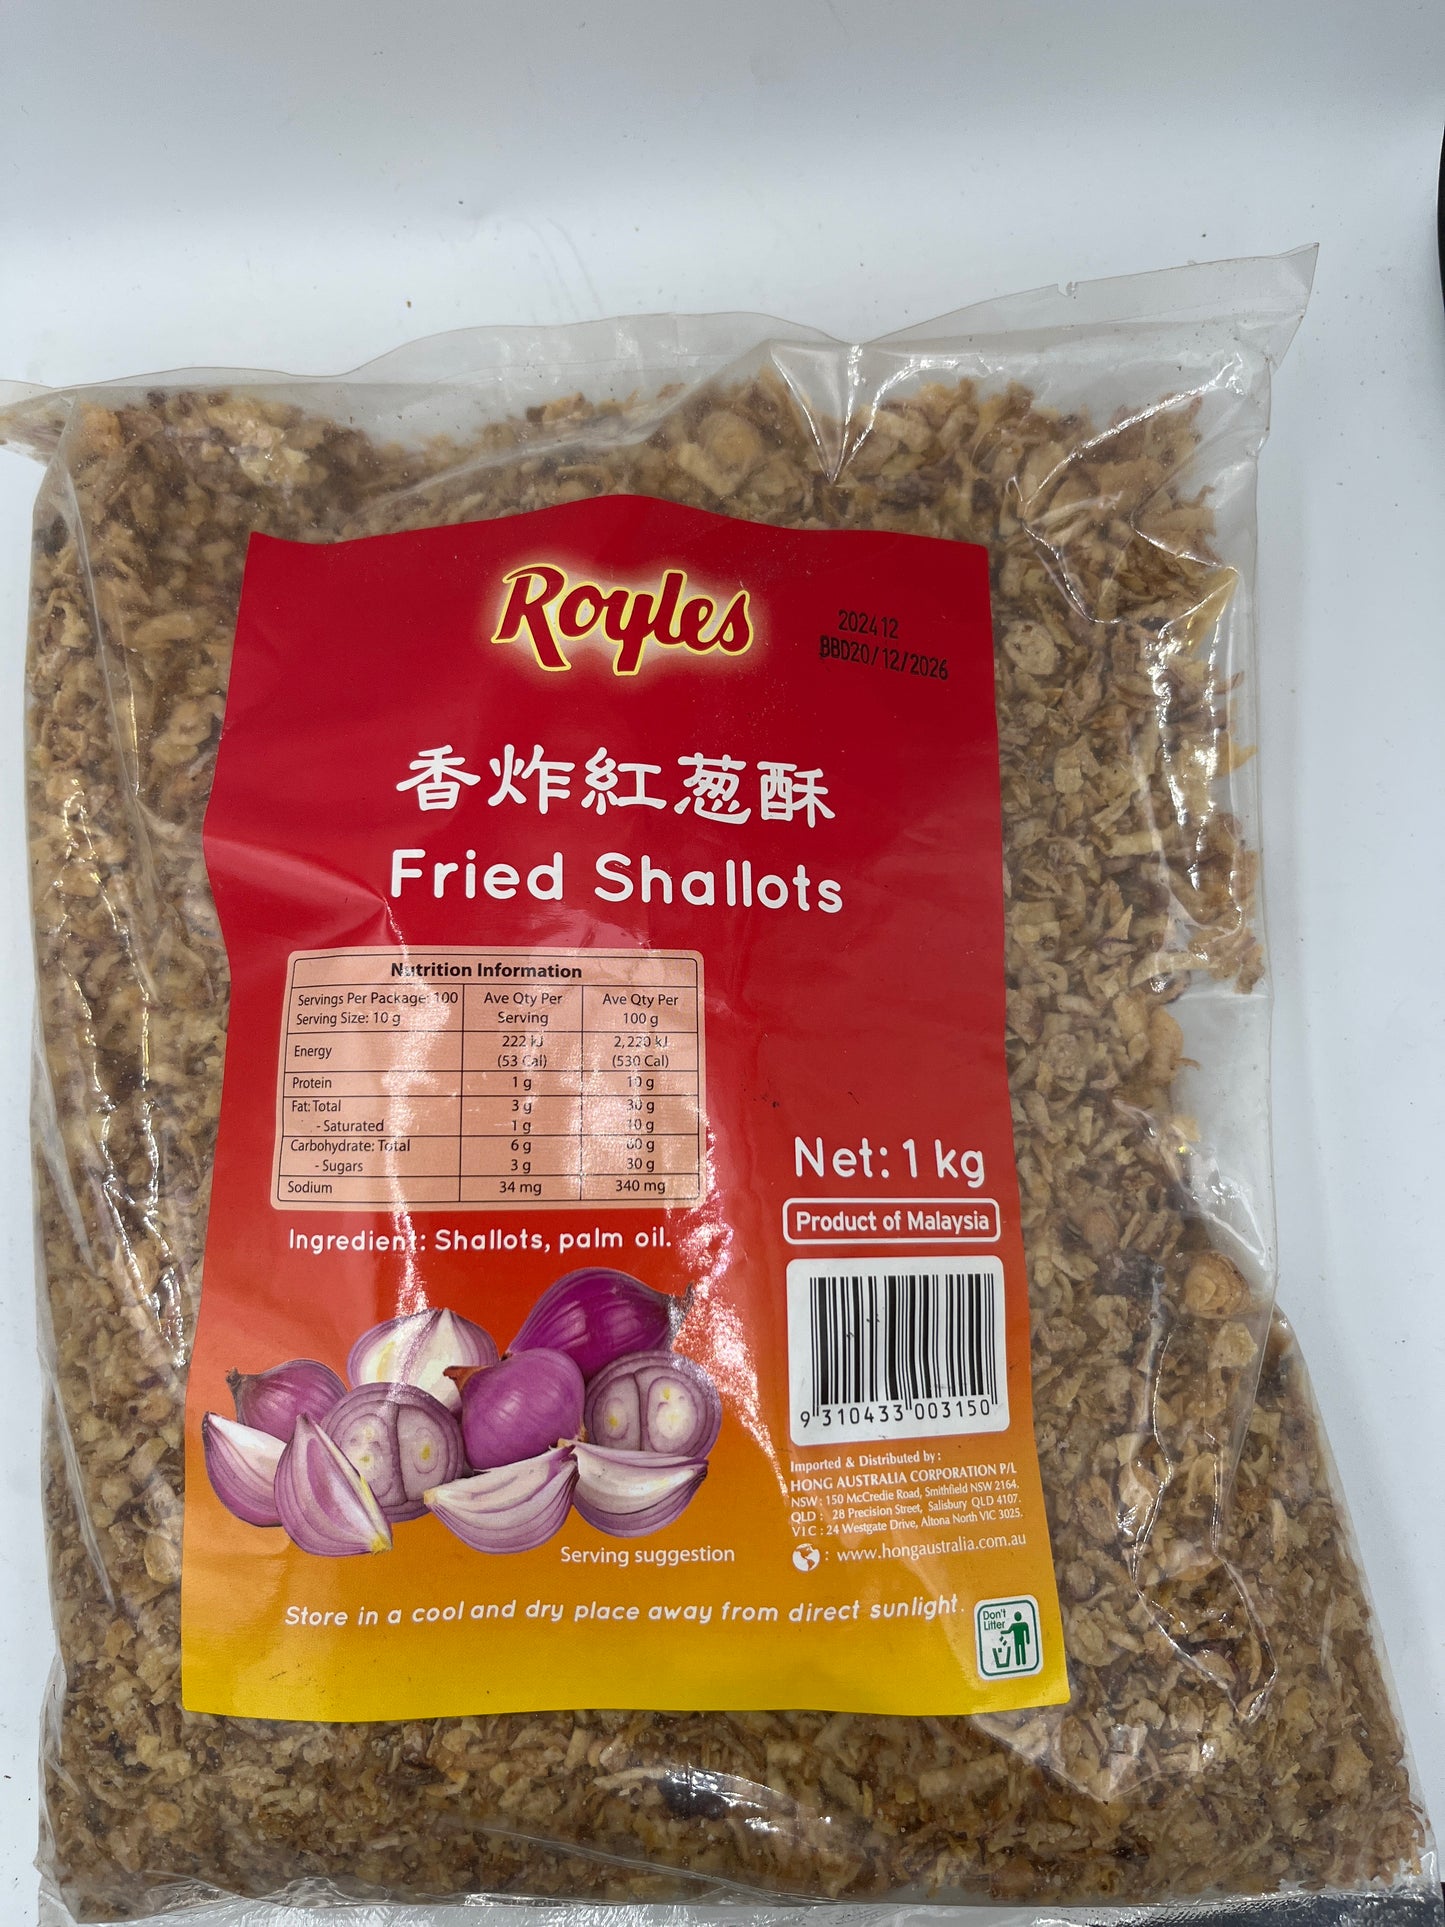 Royles
202412
BBD20/12/2026
香炸紅葱酥
Fried Shallots
Nutrition Information
Servings Per Package: 100
Serving Size: 10 g
Ave Qty Per
Serving
Ave Qty Per
100 g
Energy
222 kJ
(53 Cal)
2,220 kJ
(530 Cal)
Protein 1 g 10 g
Fat: Total 3 g 30 g
- Saturated 1 g 10 g
Carbohydrate: Total 6 g 60 g
- Sugars 3 g 30 g
Sodium 34 mg 340 mg
Ingredient: Shallots, palm oil.
Net: 1 kg
Product of Malaysia
9 310433 003150
Imported & Distributed by :
HONG AUSTRALIA CORPORATION P/L
NSW : 150 McCredie Road, Smithfield NSW 2164.
QLD : 28 Precision Street, Salisbury QLD 4107.
VIC : 24 Westgate Drive, Altona North VIC 3025.
: www.hongaustralia.com.au
Serving suggestion
Store in a cool and dry place away from direct sunlight.
Don't
Litter